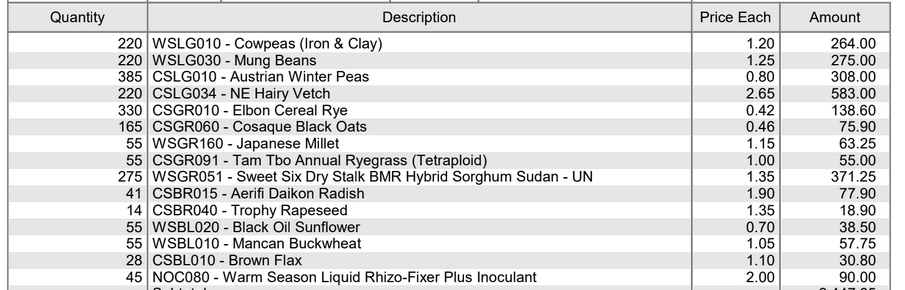 Quantity Description Price Each Amount
220 WSLG010 - Cowpeas (Iron & Clay) 1.20 264.00
220 WSLG030 - Mung Beans 1.25 275.00
385 CSLG010 - Austrian Winter Peas 0.80 308.00
220 CSLG034 - NE Hairy Vetch 2.65 583.00
330 CSGR010 - Elbon Cereal Rye 0.42 138.60
165 CSGR060 - Cosaque Black Oats 0.46 75.90
55 WSGR160 - Japanese Millet 1.15 63.25
55 CSGR091 - Tam Tbo Annual Ryegrass (Tetraploid) 1.00 55.00
275 WSGR051 - Sweet Six Dry Stalk BMR Hybrid Sorghum Sudan - UN 1.35 371.25
41 CSBR015 - Aerifi Daikon Radish 1.90 77.90
14 CSBR040 - Trophy Rapeseed 1.35 18.90
55 WSBL020 - Black Oil Sunflower 0.70 38.50
55 WSBL010 - Mancan Buckwheat 1.05 57.75
28 CSBL010 - Brown Flax 1.10 30.80
45 NOC080 - Warm Season Liquid Rhizo-Fixer Plus Inoculant 2.00 90.00